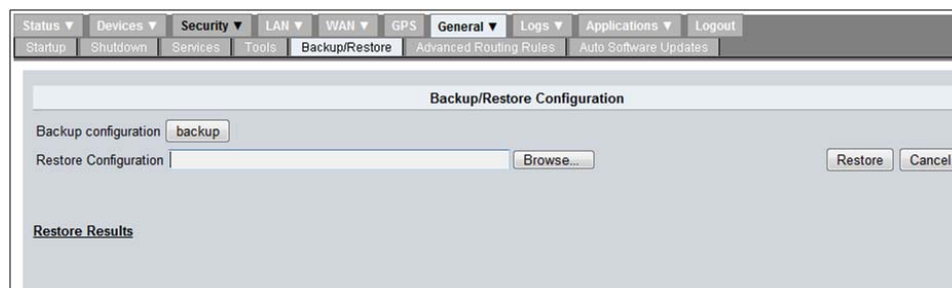 Status ▼ Devices ▼ Security ▼ LAN ▼ WAN ▼ GPS General ▼ Logs ▼ Applications ▼ Logout
Startup Shutdown Services Tools Backup/Restore Advanced Routing Rules Auto Software Updates
Backup/Restore Configuration
Backup configuration backup
Restore Configuration Browse... Restore Cancel
Restore Results